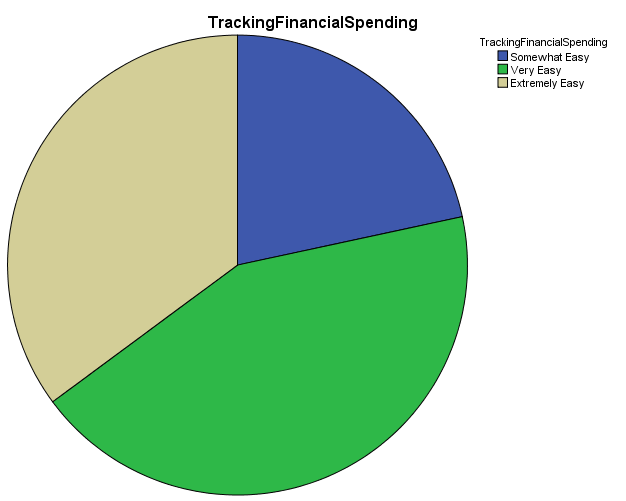 TrackingFinancialSpending
TrackingFinancialSpending
Somewhat Easy
Very Easy
Extremely Easy